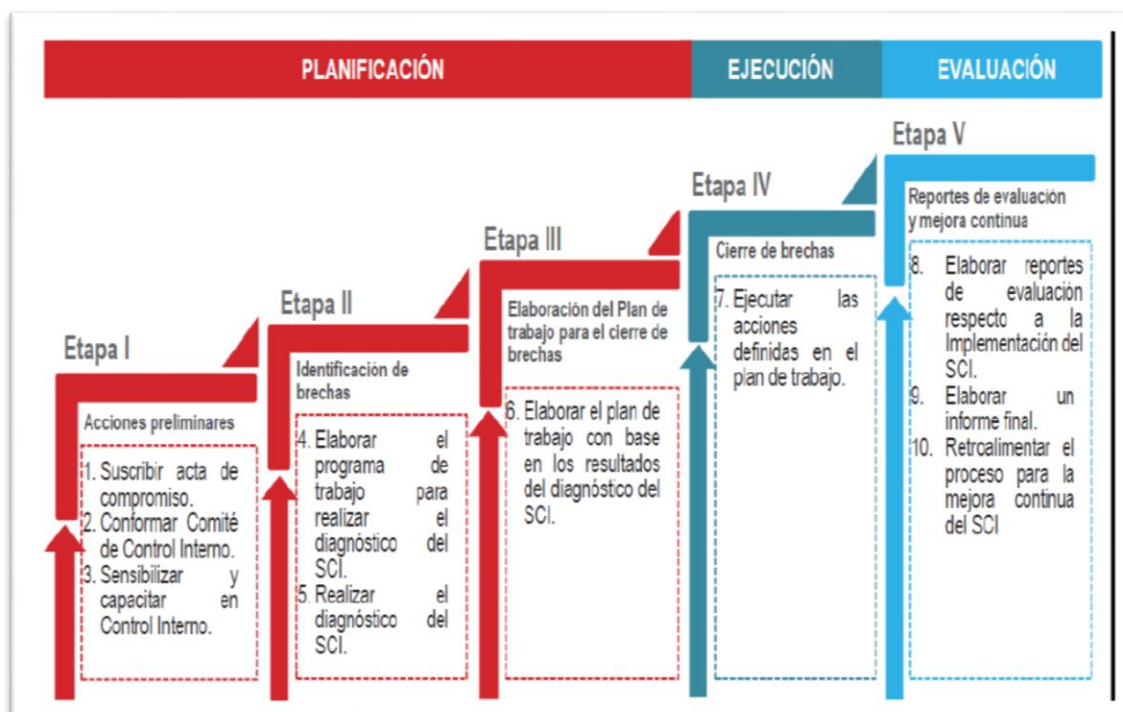 PLANIFICACIÓN
EJECUCIÓN
EVALUACIÓN
Etapa I
Acciones preliminares
1. Suscribir acta de
compromiso.
2. Conformar Comité
de Control Interno.
3. Sensibilizar y
capacitar en
Control Interno.
Etapa II
Identificación de
brechas
4. Elaborar el
programa de
trabajo para
realizar el
diagnóstico del
SCI.
5. Realizar el
diagnóstico del
SCI.
Etapa III
Elaboración del Plan de
trabajo para el cierre de
brechas
6. Elaborar el plan de
trabajo con base
en los resultados
del diagnóstico del
SCI.
Etapa IV
Cierre de brechas
7. Ejecutar las
acciones
definidas en el
plan de trabajo.
Etapa V
Reportes de evaluación
y mejora continua
8. Elaborar reportes
de evaluación
respecto a la
Implementación del
SCI.
9. Elaborar un
informe final.
10. Retroalimentar el
proceso para la
mejora continua
del SCI